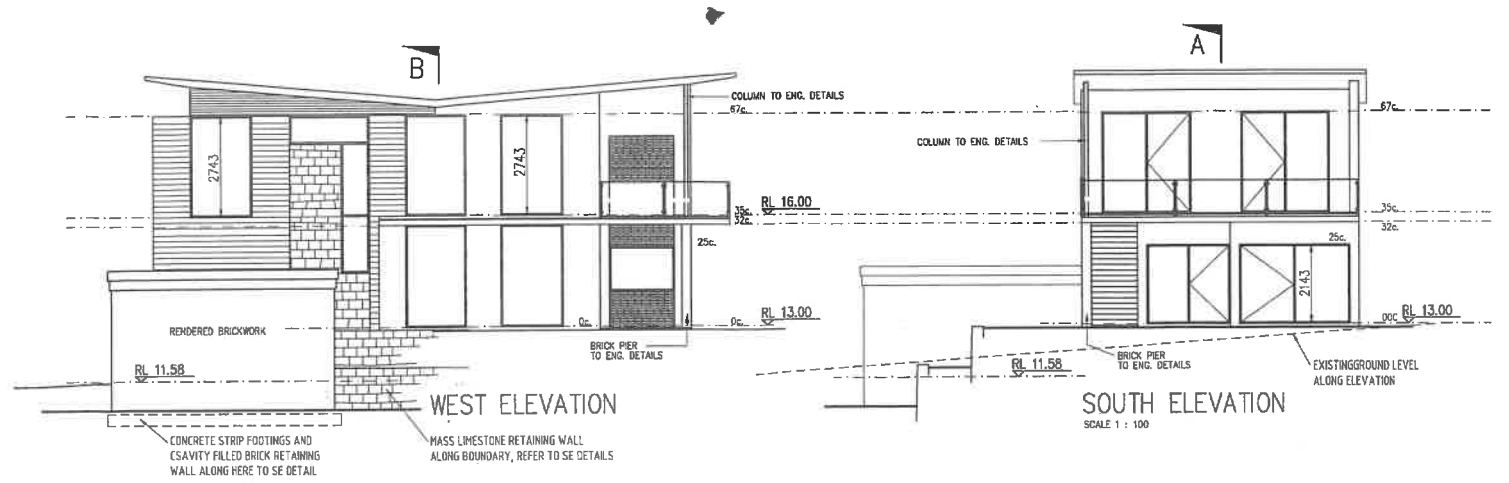 B
COLUMN TO ENG. DETAILS
67c.
2743
2743
RL 16.00
35c.
32c.
25c.
RENDERED BRICKWORK
0c.
0c.
RL 13.00
BRICK PIER
TO ENG. DETAILS
RL 11.58
WEST ELEVATION
CONCRETE STRIP FOOTINGS AND
CSAVITY FILLED BRICK RETAINING
WALL ALONG HERE TO SE DETAIL
MASS LIMESTONE RETAINING WALL
ALONG BOUNDARY, REFER TO SE DETAILS
A
67c.
COLUMN TO ENG. DETAILS
35c.
32c.
25c.
2143
00C
RL 13.00
BRICK PIER
TO ENG. DETAILS
RL 11.58
EXISTINGGROUND LEVEL
ALONG ELEVATION
SOUTH ELEVATION
SCALE 1 : 100